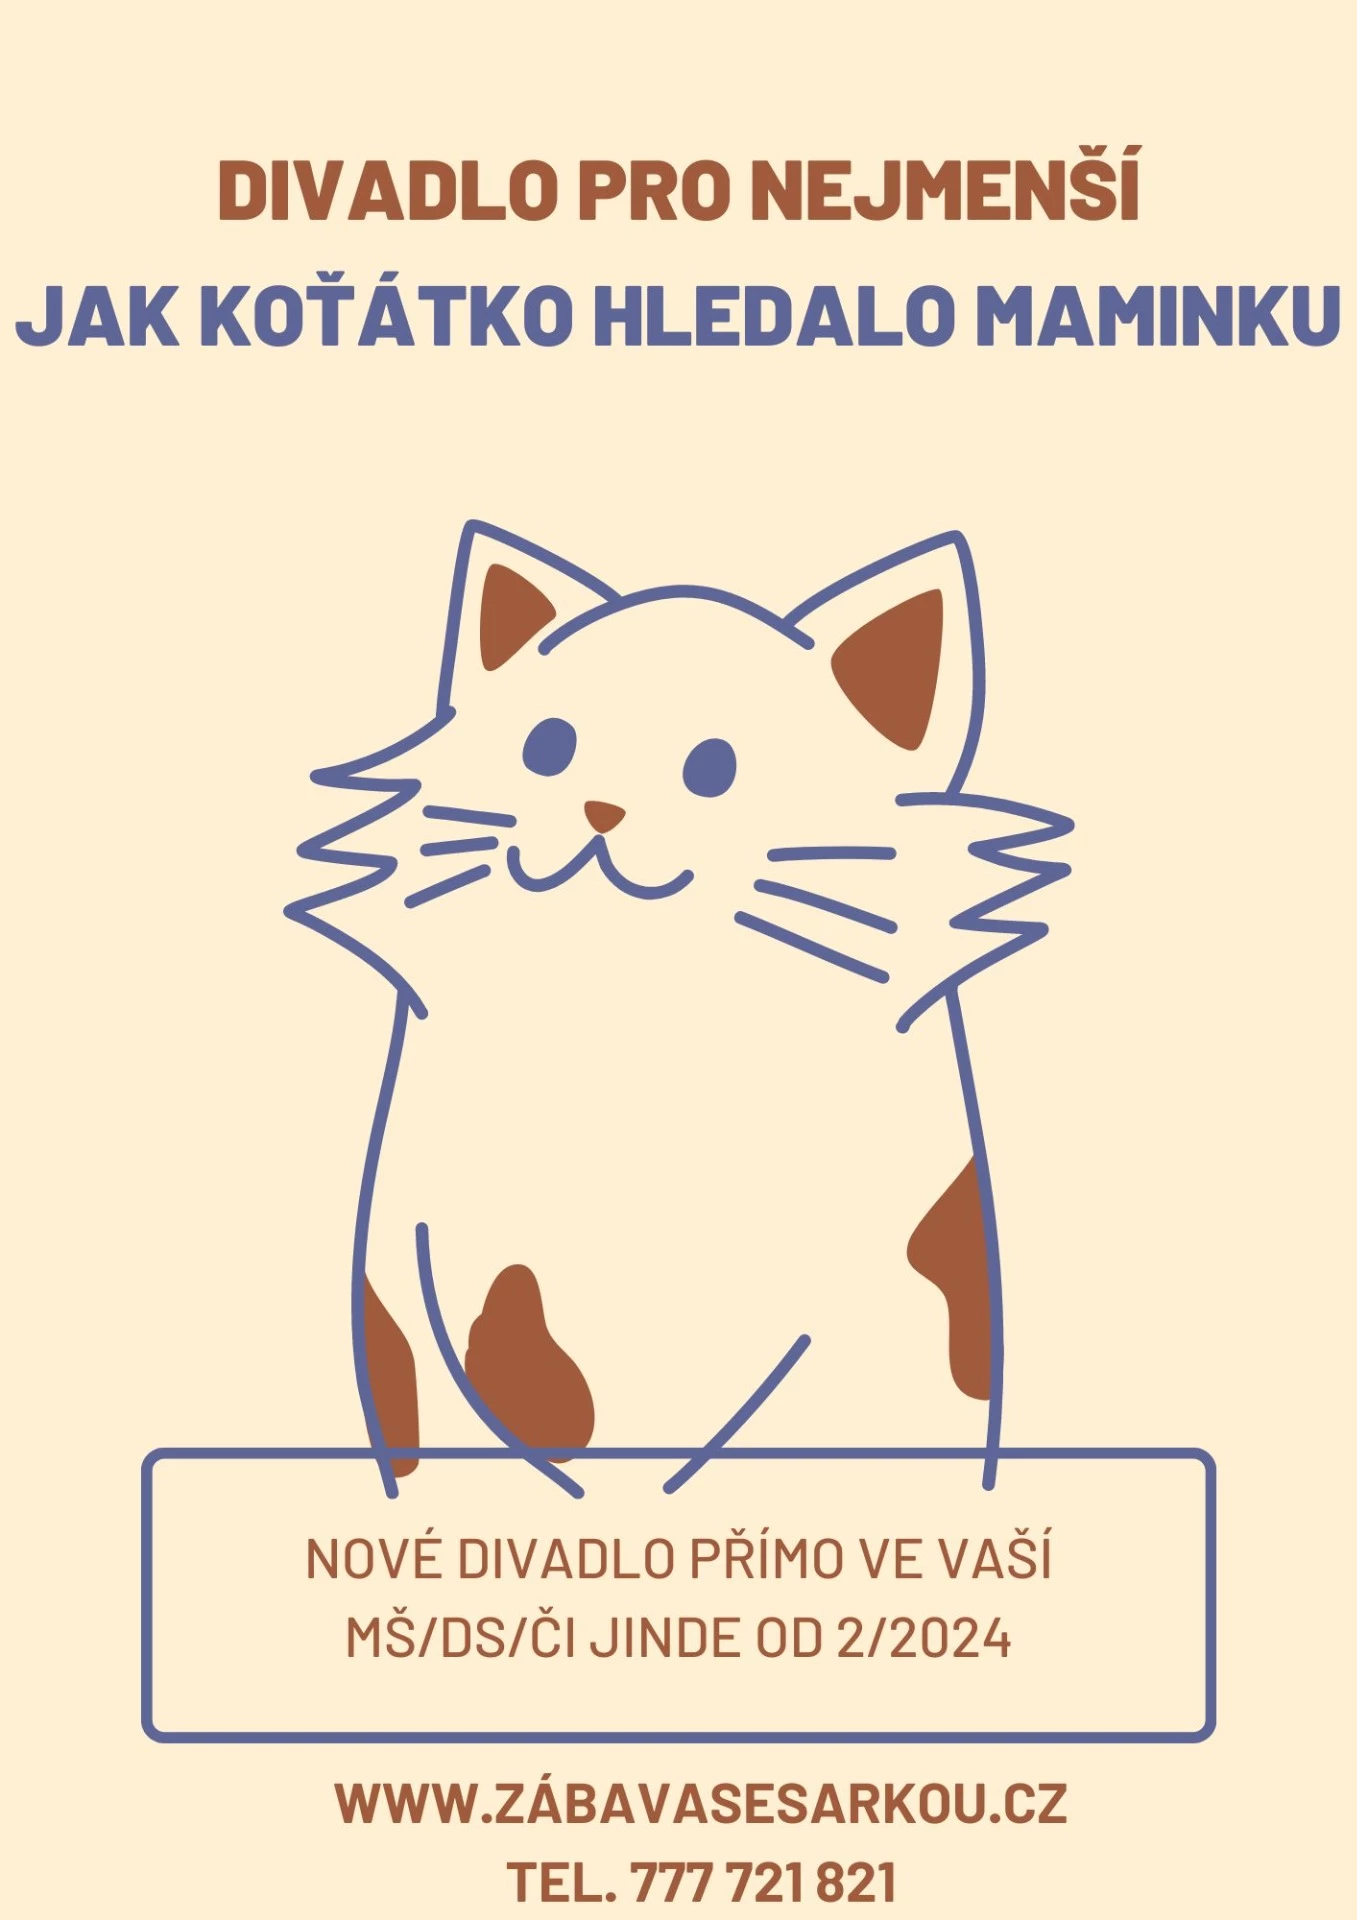 DIVADLO PRO NEJMENŠÍ
JAK KOŤÁTKO HLEDALO MAMINKU
NOVÉ DIVADLO PŘÍMO VE VAŠÍ
MŠ/DS/ČI JINDE OD 2/2024
WWW.ZÁBAVASESARKOU.CZ
TEL. 777 721 821